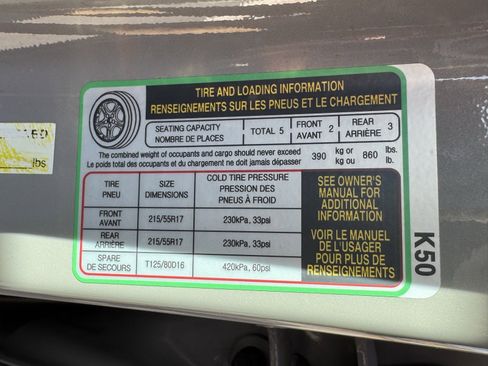 TIRE AND LOADING INFORMATION
RENSEIGNEMENTS SUR LES PNEUS ET LE CHARGEMENT
SEATING CAPACITY
NOMBRE DE PLACES
TOTAL 5
FRONT
AVANT 2
REAR
ARRIÈRE 3
The combined weight of occupants and cargo should never exceed
Le poids total des occupants et du chargement ne doit jamais dépasser
390 kg or
kg ou 860 lbs.
lb.
TIRE
PNEU
SIZE
DIMENSIONS
COLD TIRE PRESSURE
PRESSION DES
PNEUS À FROID
FRONT
AVANT
215/55R17
230kPa, 33psi
REAR
ARRIÈRE
215/55R17
230kPa, 33psi
SPARE
DE SECOURS
T125/80D16
420kPa, 60psi
SEE OWNER'S
MANUAL FOR
ADDITIONAL
INFORMATION
VOIR LE MANUEL
DE L'USAGER
POUR PLUS DE
RENSEIGNEMENTS
K50
lbs